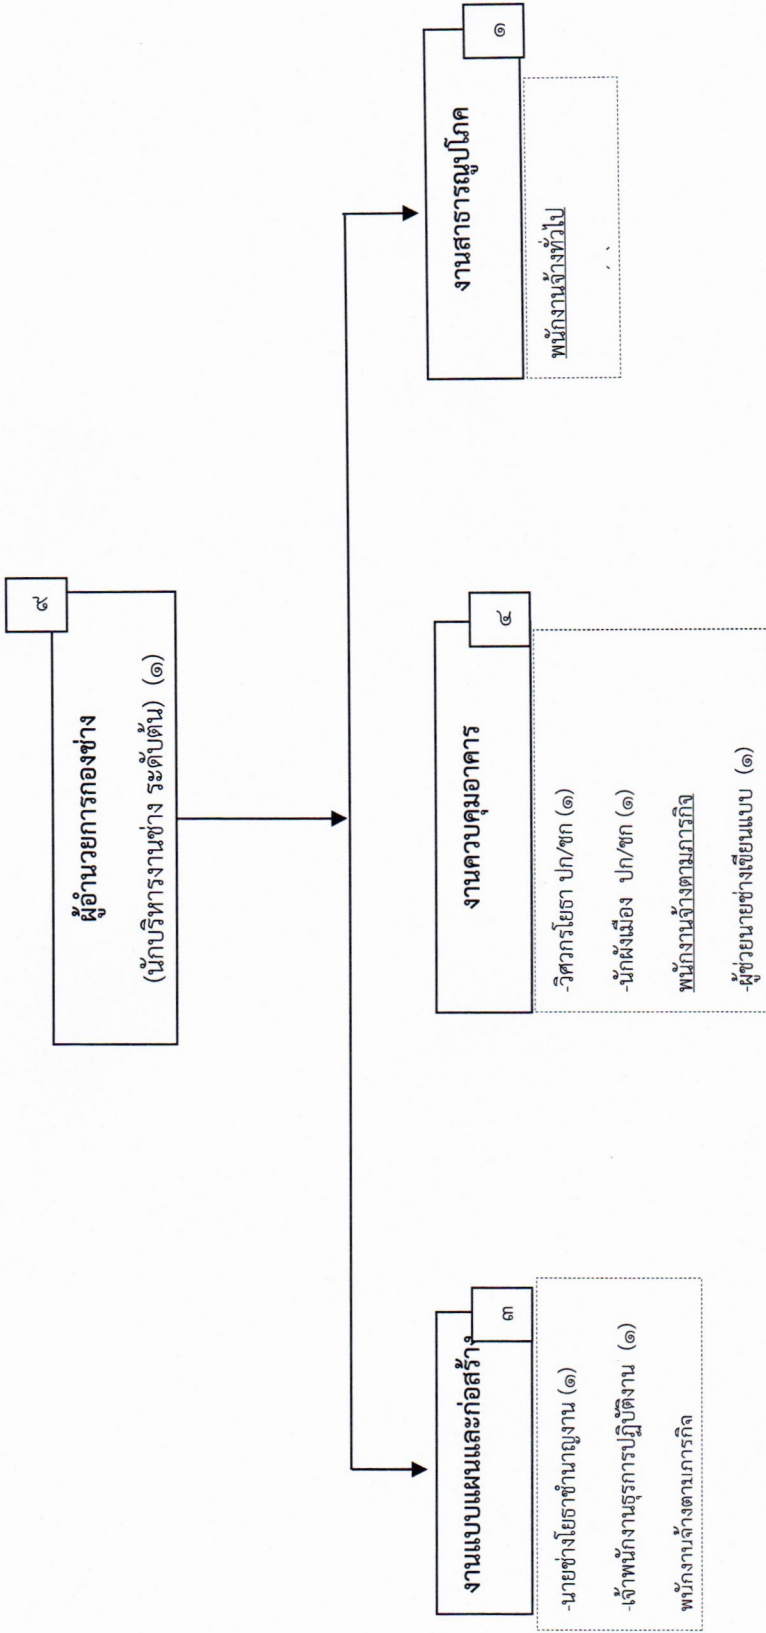 ๙
ผู้อำนวยการกองช่าง
(นักบริหารงานช่าง ระดับต้น) (๑)
งานแบบแผนและก่อสร้าง
๓
-นายช่างโยธาชำนาญงาน (๑)
-เจ้าพนักงานธุรการปฏิบัติงาน (๑)
พนักงานจ้างตามภารกิจ
งานควบคุมอาคาร
๔
-วิศวกรโยธา ปก/ชก (๑)
-นักผังเมือง ปก/ชก (๑)
พนักงานจ้างตามภารกิจ
-ผู้ช่วยนายช่างเขียนแบบ (๑)
งานสาธารณูปโภค
๑
พนักงานจ้างทั่วไป